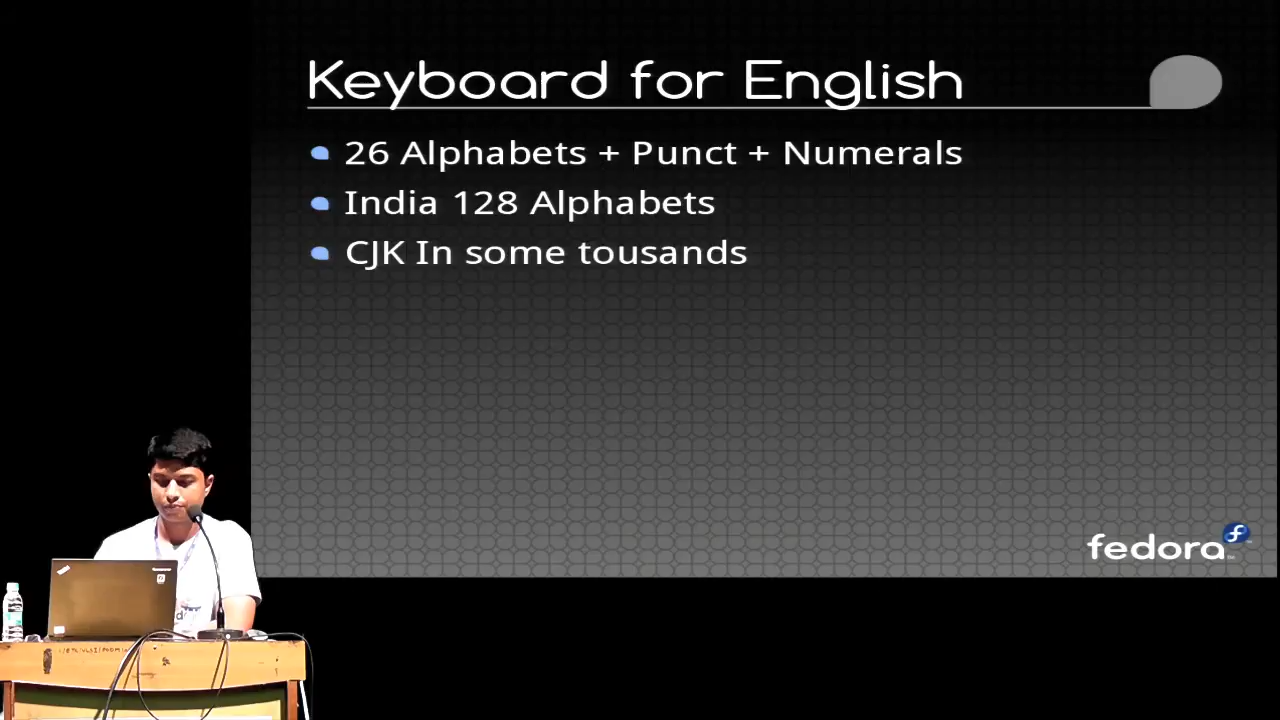 Keyboard for English
26 Alphabets + Punct + Numerals
India 128 Alphabets
CJK In some tousands
fedora